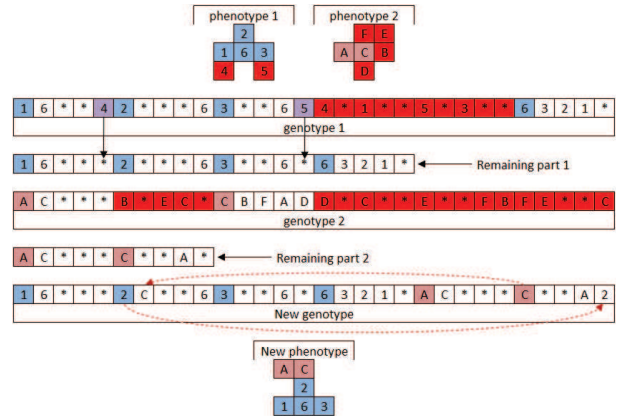 phenotype 1 phenotype 2
2 F E
1 6 3 A C B
4 5 D
1 6 * * 4 2 * * * 6 3 * * 6 5 4 * 1 * * 5 * 3 * * 6 3 2 1 *
genotype 1
1 6 * * * 2 * * * 6 3 * * 6 * 6 3 2 1 * Remaining part 1
A C * * * B * E C * C B F A D D * C * * E * * F B F E * * C
genotype 2
A C * * * C * * A * Remaining part 2
1 6 * * * 2 C * * 6 3 * * 6 * 6 3 2 1 * A C * * * C * * A 2
New genotype
New phenotype
A C
2
1 6 3